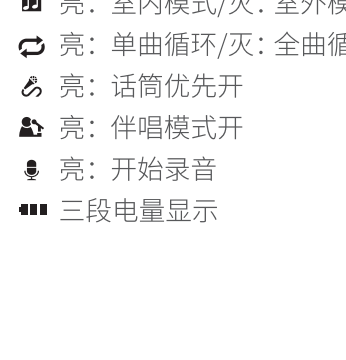 亮：室内模式/灭：室外模
亮：单曲循环/灭：全曲循
亮：话筒优先开
亮：伴唱模式开
亮：开始录音
三段电量显示